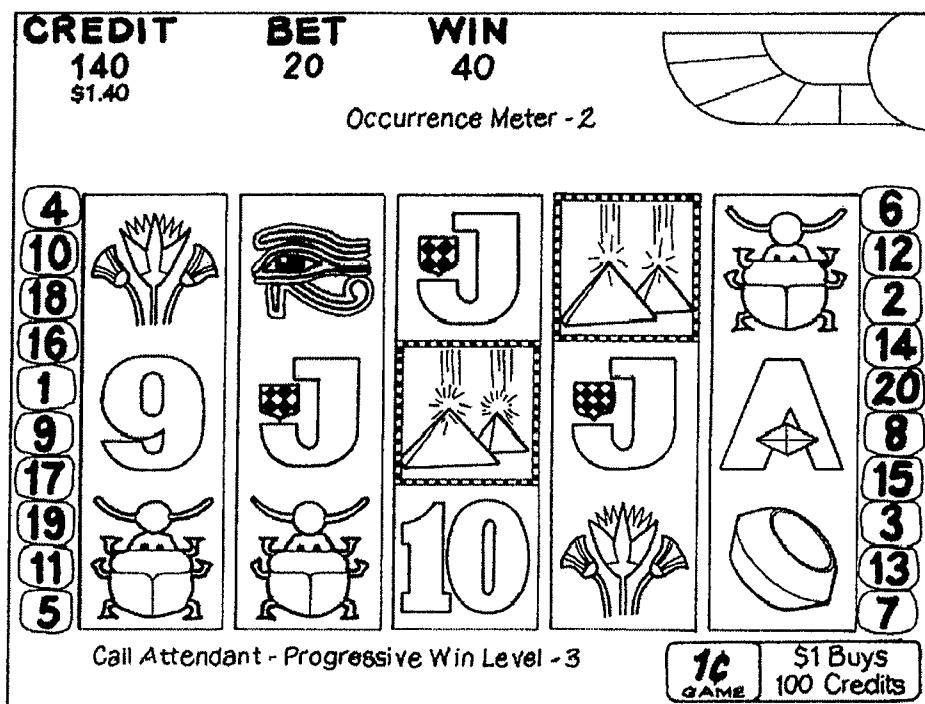 CREDIT BET WIN
140 20 40
$1.40
Occurrence Meter - 2
4 6
10 J 12
18 2
16 14
1 9 J J A 20
9 8
17 15
19 3
11 10 13
5 7
Call Attendant - Progressive Win Level - 3
1¢ GAME
$1 Buys
100 Credits